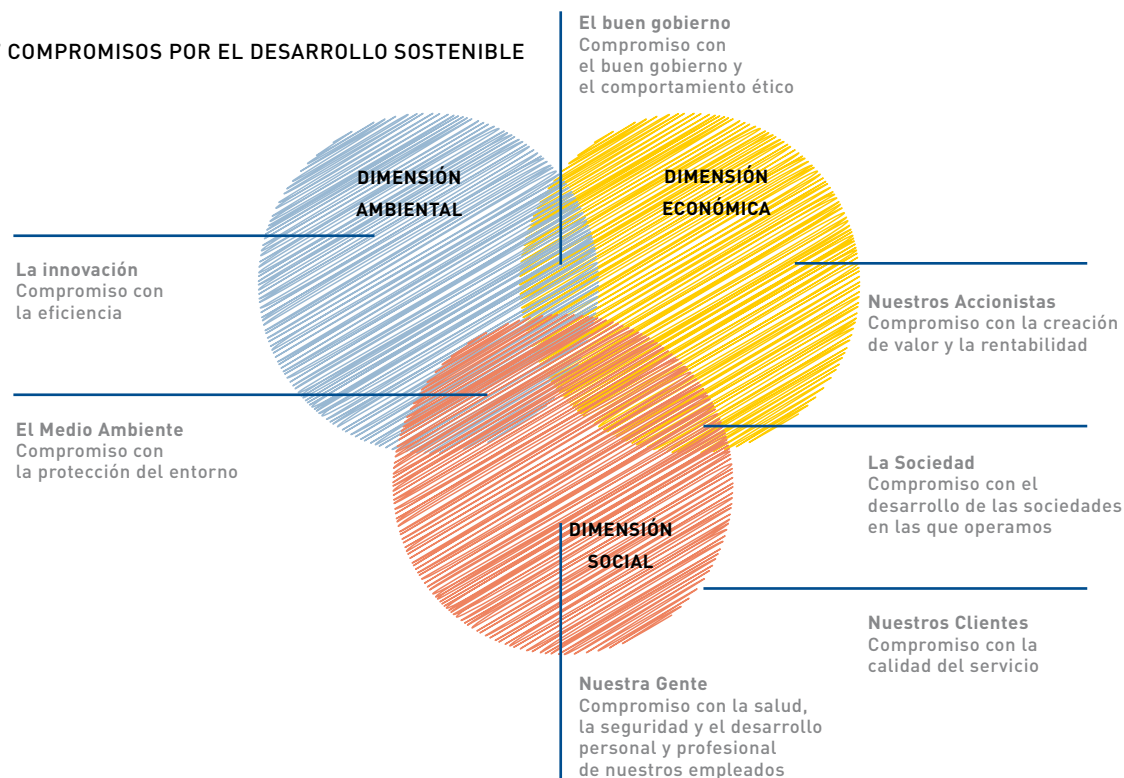 COMPROMISOS POR EL DESARROLLO SOSTENIBLE
El buen gobierno
Compromiso con
el buen gobierno y
el comportamiento ético
DIMENSIÓN
AMBIENTAL
DIMENSIÓN
ECONÓMICA
La innovación
Compromiso con
la eficiencia
Nuestros Accionistas
Compromiso con la creación
de valor y la rentabilidad
El Medio Ambiente
Compromiso con
la protección del entorno
La Sociedad
Compromiso con el
desarrollo de las sociedades
en las que operamos
DIMENSIÓN
SOCIAL
Nuestros Clientes
Compromiso con la
calidad del servicio
Nuestra Gente
Compromiso con la salud,
la seguridad y el desarrollo
personal y profesional
de nuestros empleados